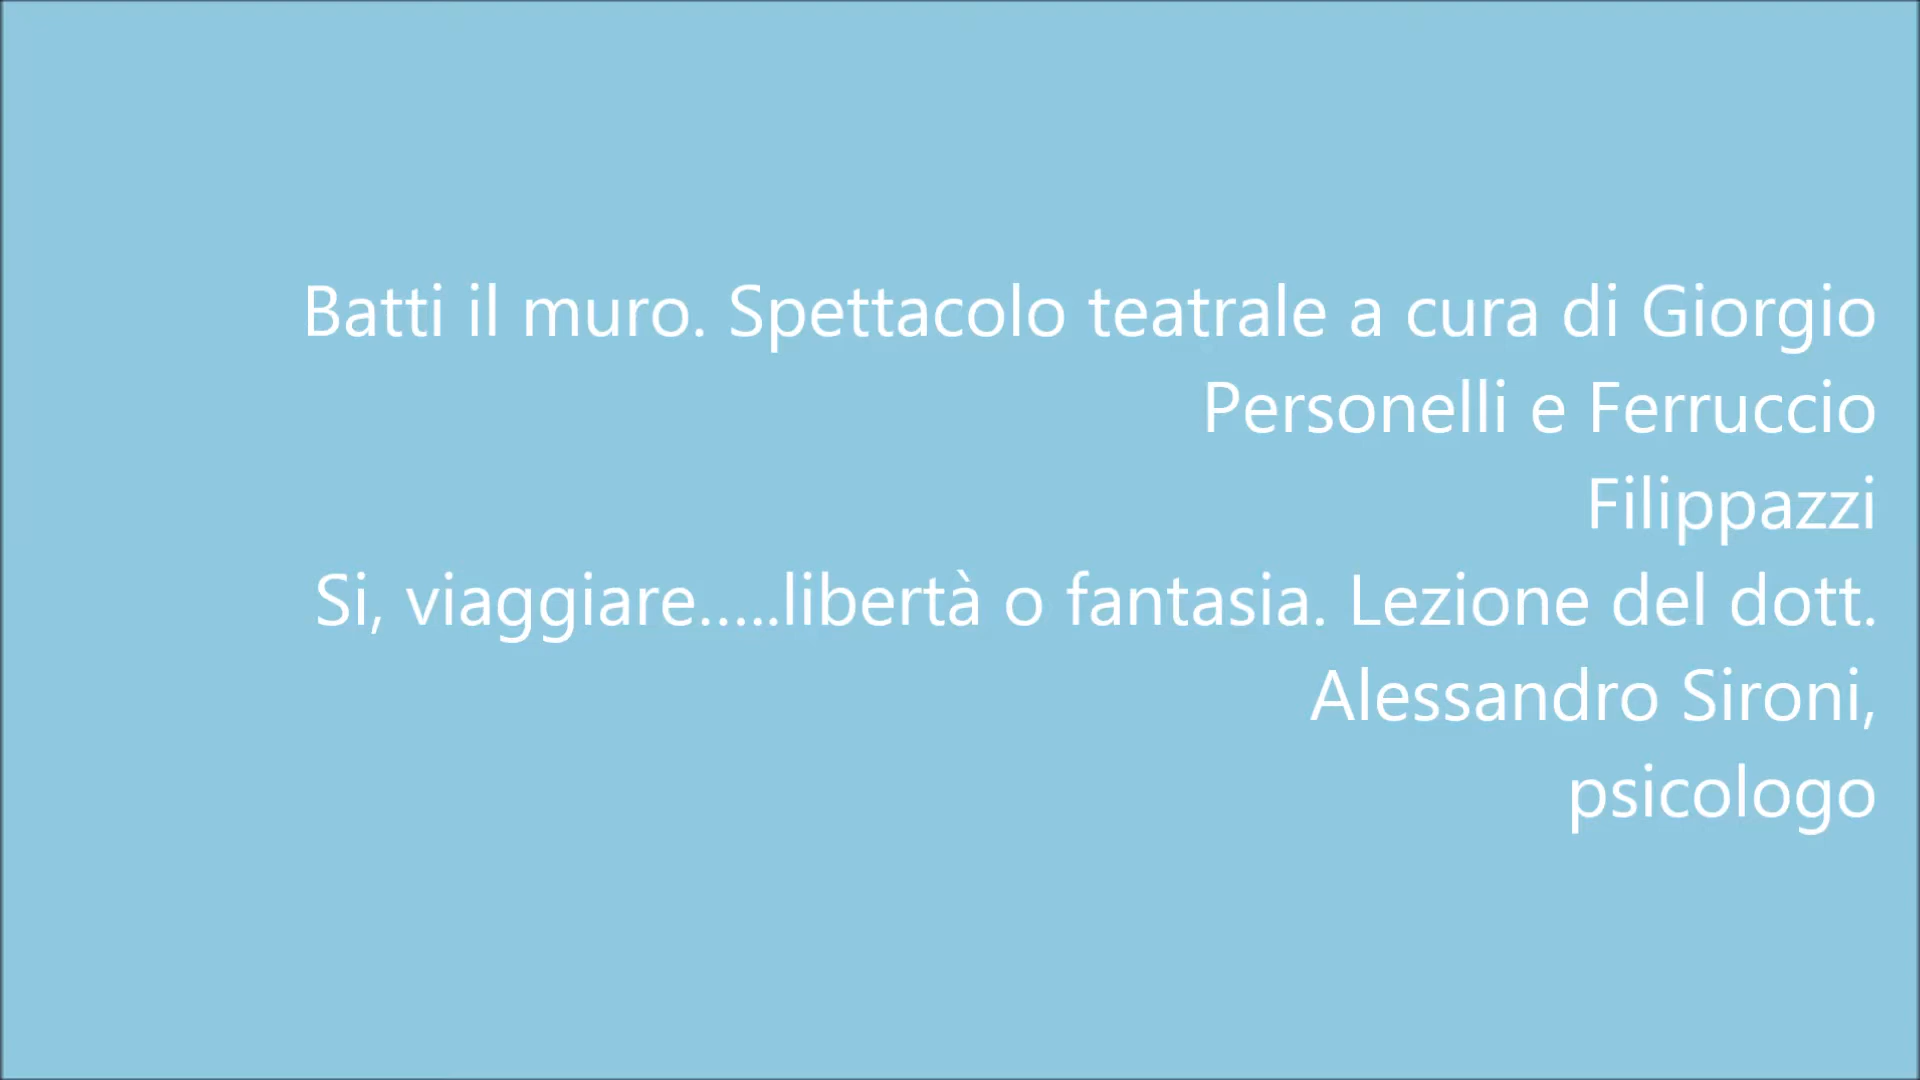 Batti il muro. Spettacolo teatrale a cura di Giorgio
Personelli e Ferruccio
Filippazzi
Si, viaggiare.....libertà o fantasia. Lezione del dott.
Alessandro Sironi,
psicologo